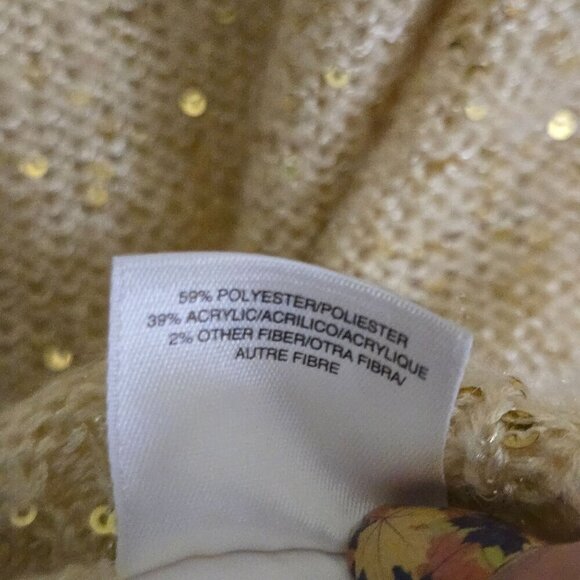 59% POLYESTER/POLIESTER
39% ACRYLIC/ACRILICO/ACRYLIQUE
2% OTHER FIBER/OTRA FIBRA/
AUTRE FIBRE